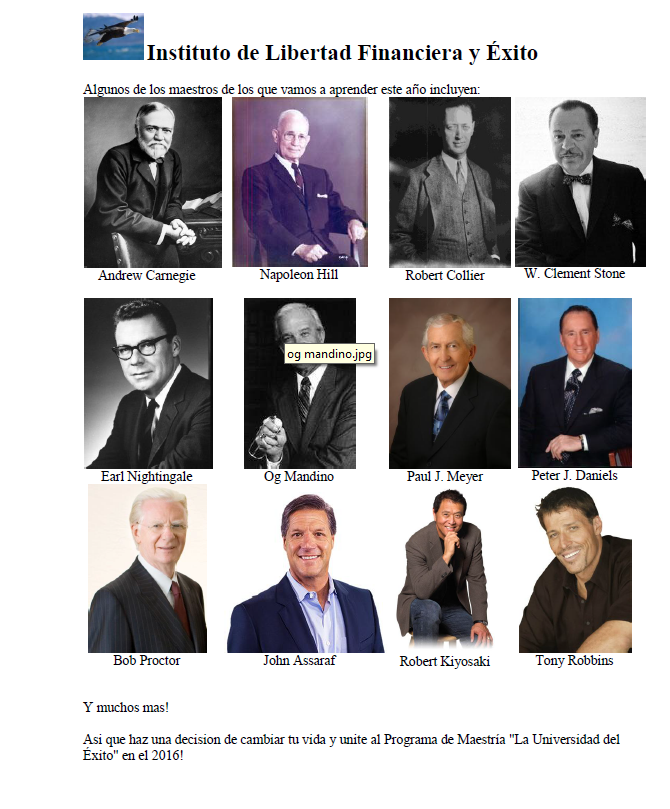 Instituto de Libertad Financiera y Éxito
Algunos de los maestros de los que vamos a aprender este año incluyen:
Andrew Carnegie
Napoleon Hill
Robert Collier
W. Clement Stone
og mandino.jpg
Earl Nightingale
Og Mandino
Paul J. Meyer
Peter J. Daniels
Bob Proctor
John Assaraf
Robert Kiyosaki
Tony Robbins
Y muchos mas!
Asi que haz una decision de cambiar tu vida y unite al Programa de Maestría "La Universidad del
Éxito" en el 2016!